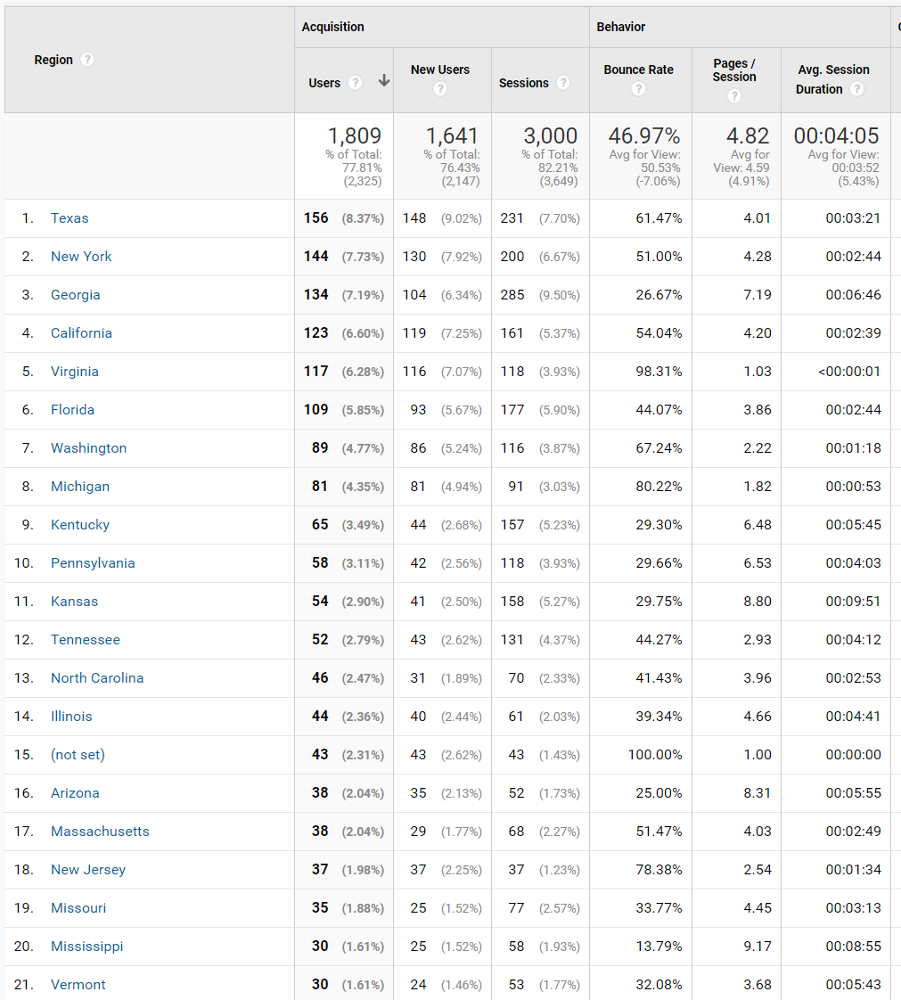 Region ?
Acquisition
Behavior
Users ?
New Users
?
Sessions ?
Bounce Rate
?
Pages /
Session
?
Avg. Session
Duration ?
1,809
% of Total:
77.81%
(2,325)
1,641
% of Total:
76.43%
(2,147)
3,000
% of Total:
82.21%
(3,649)
46.97%
Avg for View:
50.53%
(-7.06%)
4.82
Avg for
View: 4.59
(4.91%)
00:04:05
Avg for View:
00:03:52
(5.43%)
1. Texas 156 (8.37%) 148 (9.02%) 231 (7.70%) 61.47% 4.01 00:03:21
2. New York 144 (7.73%) 130 (7.92%) 200 (6.67%) 51.00% 4.28 00:02:44
3. Georgia 134 (7.19%) 104 (6.34%) 285 (9.50%) 26.67% 7.19 00:06:46
4. California 123 (6.60%) 119 (7.25%) 161 (5.37%) 54.04% 4.20 00:02:39
5. Virginia 117 (6.28%) 116 (7.07%) 118 (3.93%) 98.31% 1.03 <00:00:01
6. Florida 109 (5.85%) 93 (5.67%) 177 (5.90%) 44.07% 3.86 00:02:44
7. Washington 89 (4.77%) 86 (5.24%) 116 (3.87%) 67.24% 2.22 00:01:18
8. Michigan 81 (4.35%) 81 (4.94%) 91 (3.03%) 80.22% 1.82 00:00:53
9. Kentucky 65 (3.49%) 44 (2.68%) 157 (5.23%) 29.30% 6.48 00:05:45
10. Pennsylvania 58 (3.11%) 42 (2.56%) 118 (3.93%) 29.66% 6.53 00:04:03
11. Kansas 54 (2.90%) 41 (2.50%) 158 (5.27%) 29.75% 8.80 00:09:51
12. Tennessee 52 (2.79%) 43 (2.62%) 131 (4.37%) 44.27% 2.93 00:04:12
13. North Carolina 46 (2.47%) 31 (1.89%) 70 (2.33%) 41.43% 3.96 00:02:53
14. Illinois 44 (2.36%) 40 (2.44%) 61 (2.03%) 39.34% 4.66 00:04:41
15. (not set) 43 (2.31%) 43 (2.62%) 43 (1.43%) 100.00% 1.00 00:00:00
16. Arizona 38 (2.04%) 35 (2.13%) 52 (1.73%) 25.00% 8.31 00:05:55
17. Massachusetts 38 (2.04%) 29 (1.77%) 68 (2.27%) 51.47% 4.03 00:02:49
18. New Jersey 37 (1.98%) 37 (2.25%) 37 (1.23%) 78.38% 2.54 00:01:34
19. Missouri 35 (1.88%) 25 (1.52%) 77 (2.57%) 33.77% 4.45 00:03:13
20. Mississippi 30 (1.61%) 25 (1.52%) 58 (1.93%) 13.79% 9.17 00:08:55
21. Vermont 30 (1.61%) 24 (1.46%) 53 (1.77%) 32.08% 3.68 00:05:43